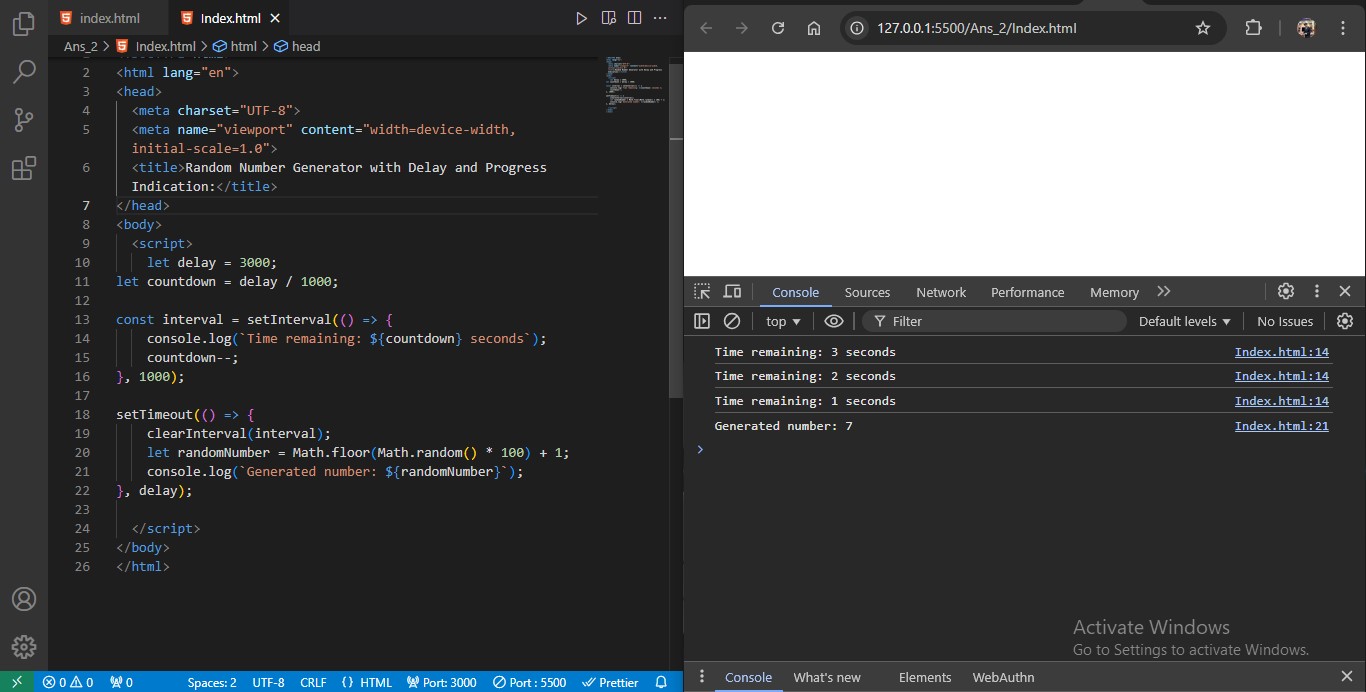 index.html
Index.html
Ans_2 > Index.html > html > head
2 <html lang="en">
3 <head>
4 <meta charset="UTF-8">
5 <meta name="viewport" content="width=device-width,
initial-scale=1.0">
6 <title>Random Number Generator with Delay and Progress
Indication:</title>
7 </head>
8 <body>
9 <script>
10 let delay = 3000;
11 let countdown = delay / 1000;
12
13 const interval = setInterval(() => {
14 console.log(`Time remaining: ${countdown} seconds`);
15 countdown--;
16 }, 1000);
17
18 setTimeout(() => {
19 clearInterval(interval);
20 let randomNumber = Math.floor(Math.random() * 100) + 1;
21 console.log(`Generated number: ${randomNumber}`);
22 }, delay);
23
24 </script>
25 </body>
26 </html>
0 0 0 Spaces: 2 UTF-8 CRLF {} HTML Port: 3000 Port : 5500 Prettier
127.0.0.1:5500/Ans_2/Index.html
Console Sources Network Performance Memory
top Filter Default levels No Issues
Time remaining: 3 seconds Index.html:14
Time remaining: 2 seconds Index.html:14
Time remaining: 1 seconds Index.html:14
Generated number: 7 Index.html:21
Activate Windows
Go to Settings to activate Windows.
Console What's new Elements WebAuthn